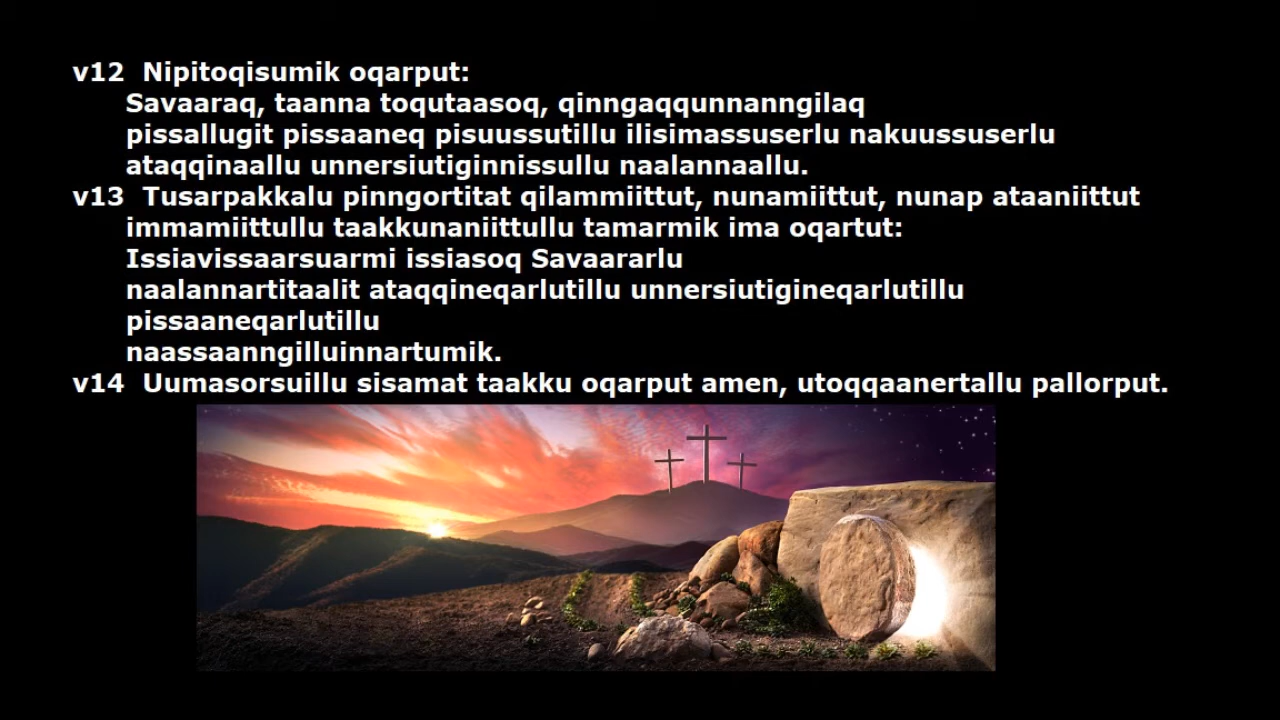 v12 Nipitoqisumik oqarput:
Savaaraq, taanna toqutaasoq, qinngaqqunnanngilaq
pissallugit pissaaneq pisuussutillu ilisimassuserlu nakuussuserlu
ataqqinaallu unnersiutiginnissullu naalannaallu.
v13 Tusarpakkalu pinngortitat qilammiittut, nunamiittut, nunap ataaniittut
immamiittullu taakkunaniittullu tamarmik ima oqartut:
Issiavissaarsuarmi issiasoq Savaararlu
naalannartitaalit ataqqineqarlutillu unnersiutigineqarlutillu
pissaaneqarlutillu
naassaanngilluinnartumik.
v14 Uumasorsuillu sisamat taakku oqarput amen, utoqqaanertallu pallorput.